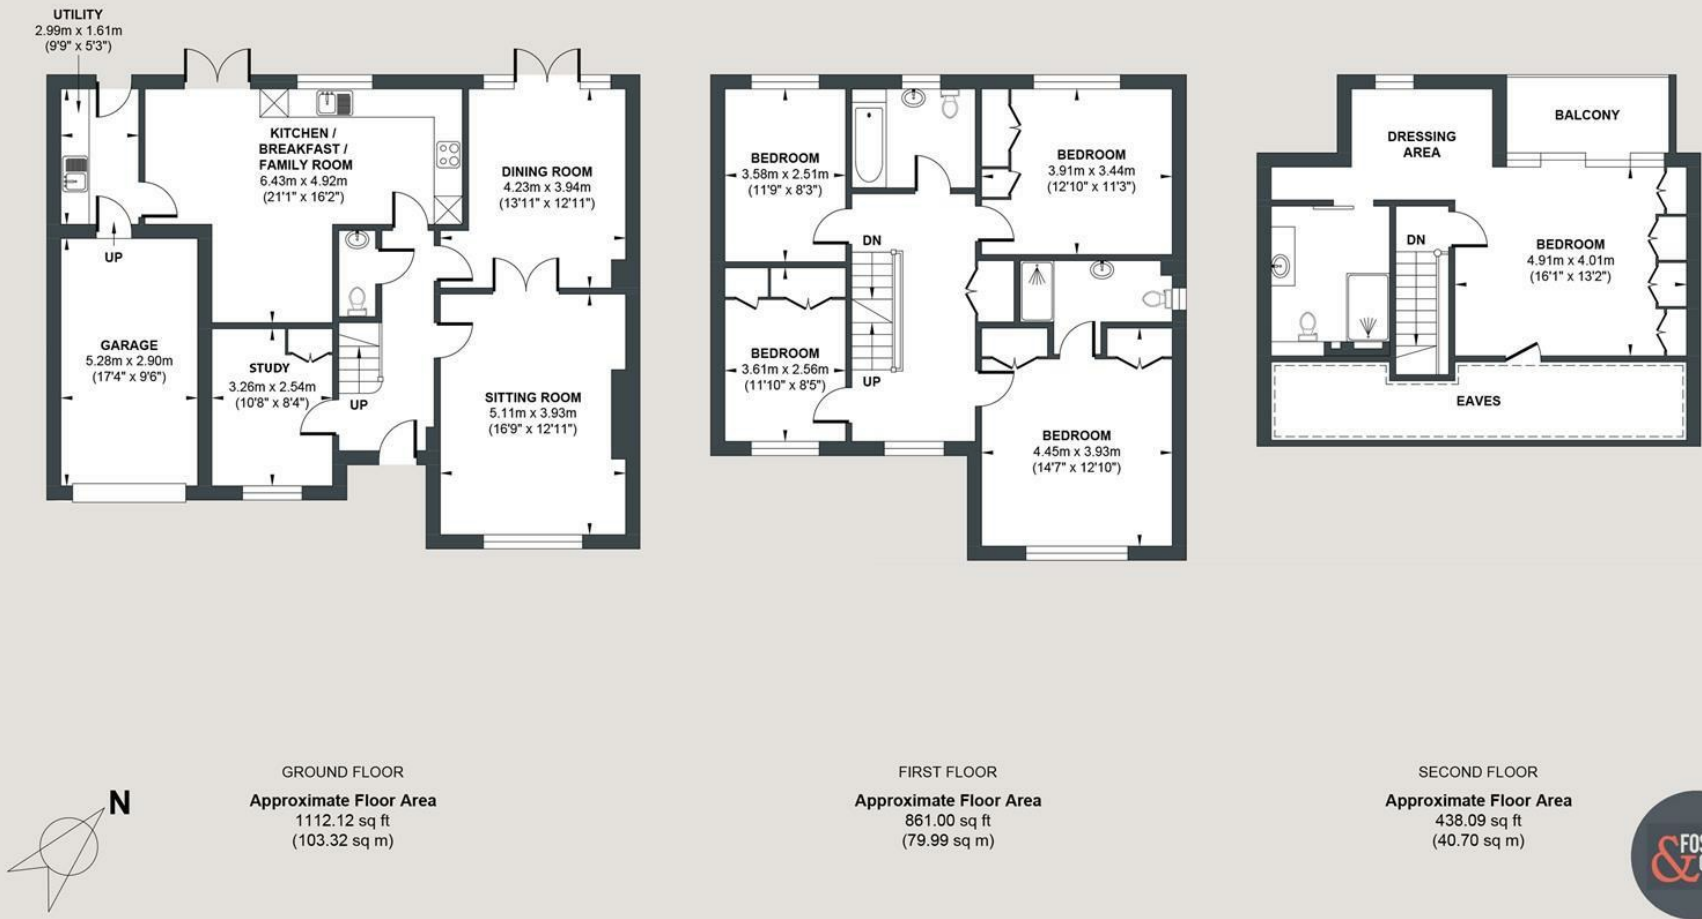 UTILITY
2.99m x 1.61m
(9'9" x 5'3")
KITCHEN /
BREAKFAST /
FAMILY ROOM
6.43m x 4.92m
(21'1" x 16'2")
DINING ROOM
4.23m x 3.94m
(13'11" x 12'11")
UP
GARAGE
5.28m x 2.90m
(17'4" x 9'6")
STUDY
3.26m x 2.54m
(10'8" x 8'4")
UP
SITTING ROOM
5.11m x 3.93m
(16'9" x 12'11")
BEDROOM
3.58m x 2.51m
(11'9" x 8'3")
BEDROOM
3.91m x 3.44m
(12'10" x 11'3")
DN
BEDROOM
3.61m x 2.56m
(11'10" x 8'5")
UP
BEDROOM
4.45m x 3.93m
(14'7" x 12'10")
DRESSING
AREA
BALCONY
DN
BEDROOM
4.91m x 4.01m
(16'1" x 13'2")
EAVES
N
GROUND FLOOR
Approximate Floor Area
1112.12 sq ft
(103.32 sq m)
FIRST FLOOR
Approximate Floor Area
861.00 sq ft
(79.99 sq m)
SECOND FLOOR
Approximate Floor Area
438.09 sq ft
(40.70 sq m)
&